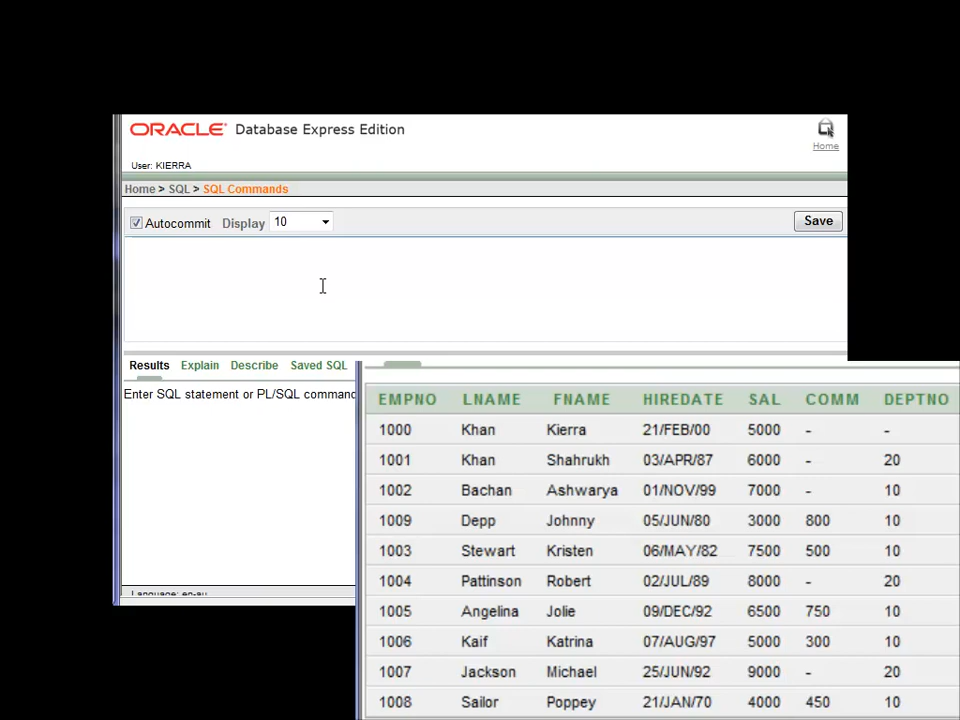 ORACLE® Database Express Edition
Home
User: KIERRA
Home > SQL > SQL Commands
Autocommit Display 10 Save
Results Explain Describe Saved SQL
Enter SQL statement or PL/SQL command
EMPNO LNAME FNAME HIREDATE SAL COMM DEPTNO
1000 Khan Kierra 21/FEB/00 5000 - -
1001 Khan Shahrukh 03/APR/87 6000 - 20
1002 Bachan Ashwarya 01/NOV/99 7000 - 10
1009 Depp Johnny 05/JUN/80 3000 800 10
1003 Stewart Kristen 06/MAY/82 7500 500 10
1004 Pattinson Robert 02/JUL/89 8000 - 20
1005 Angelina Jolie 09/DEC/92 6500 750 10
Language: en-au
1006 Kaif Katrina 07/AUG/97 5000 300 10
1007 Jackson Michael 25/JUN/92 9000 - 20
1008 Sailor Poppey 21/JAN/70 4000 450 10